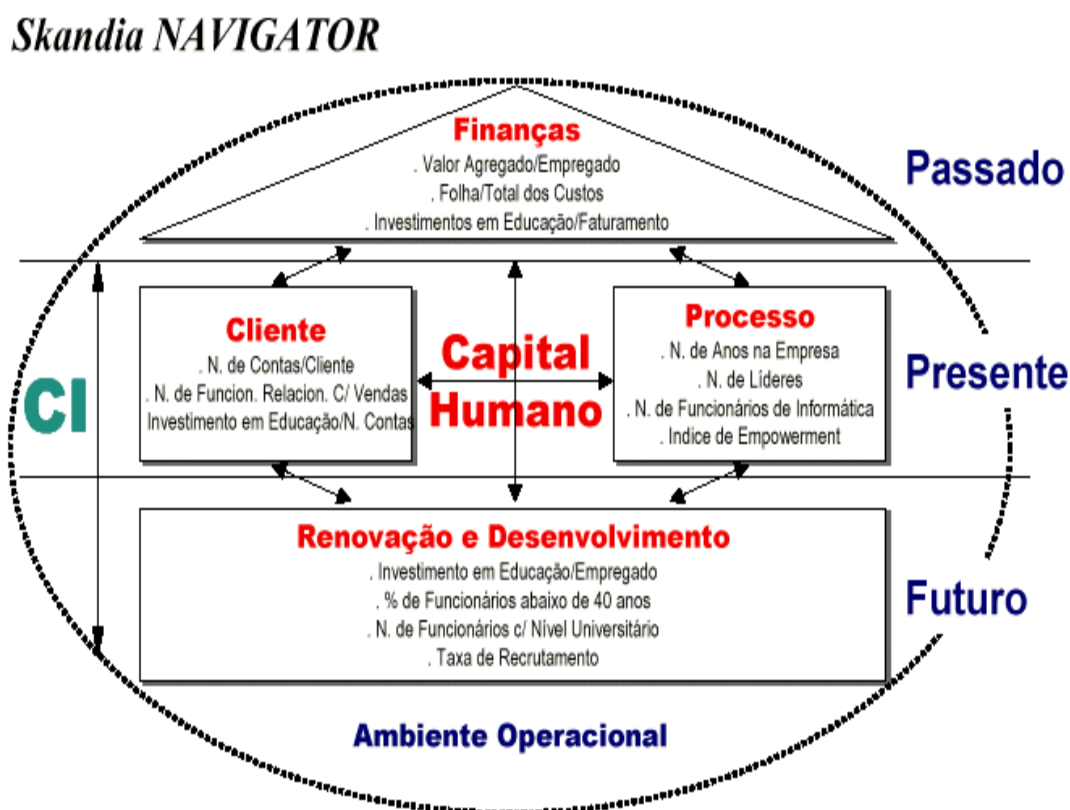 Skandia NAVIGATOR
Finanças
. Valor Agregado/Empregado
. Folha/Total dos Custos
. Investimentos em Educação/Faturamento
Passado
Cliente
. N. de Contas/Cliente
. N. de Funcion. Relacion. C/ Vendas
Investimento em Educação/N. Contas
Capital
Humano
Processo
. N. de Anos na Empresa
. N. de Líderes
. N. de Funcionários de Informática
. Indice de Empowerment
Presente
CI
Renovação e Desenvolvimento
. Investimento em Educação/Empregado
. % de Funcionários abaixo de 40 anos
. N. de Funcionários c/ Nível Universitário
. Taxa de Recrutamento
Futuro
Ambiente Operacional